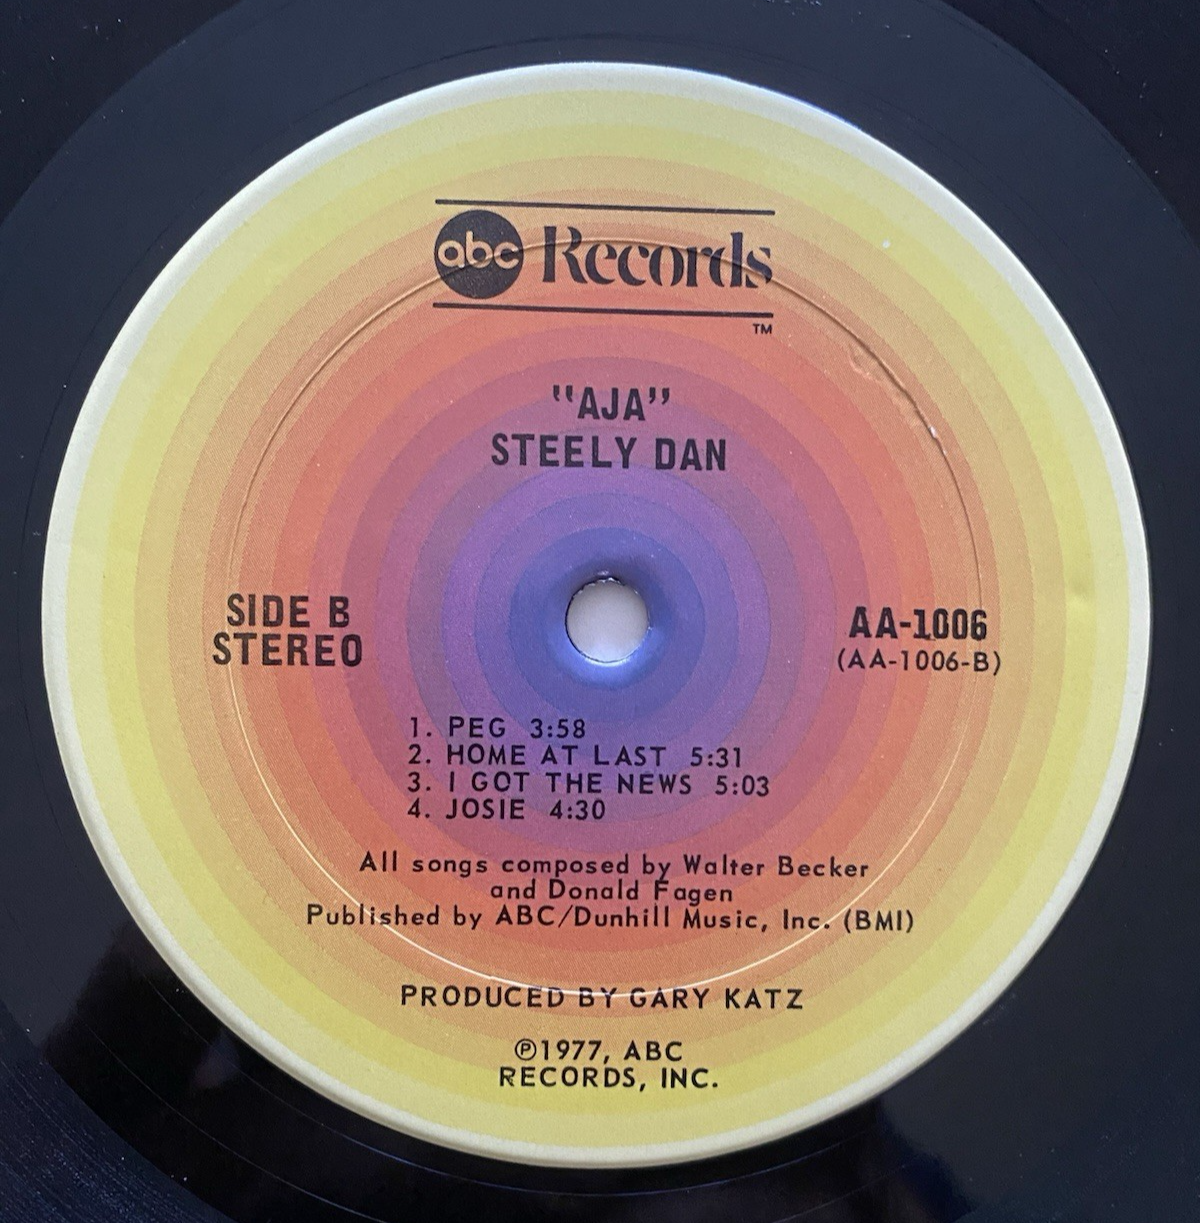 abc Records
TM
"AJA"
STEELY DAN
SIDE B
STEREO
AA-1006
(AA-1006-B)
1. PEG 3:58
2. HOME AT LAST 5:31
3. I GOT THE NEWS 5:03
4. JOSIE 4:30
All songs composed by Walter Becker
and Donald Fagen
Published by ABC/Dunhill Music, Inc. (BMI)
PRODUCED BY GARY KATZ
℗1977, ABC
RECORDS, INC.